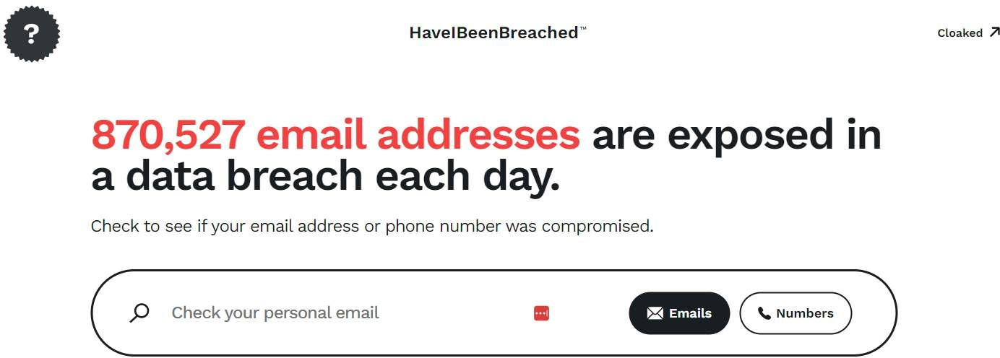 ?
HaveIBeenBreached™
Cloaked
870,527 email addresses are exposed in
a data breach each day.
Check to see if your email address or phone number was compromised.
Check your personal email
Emails
Numbers